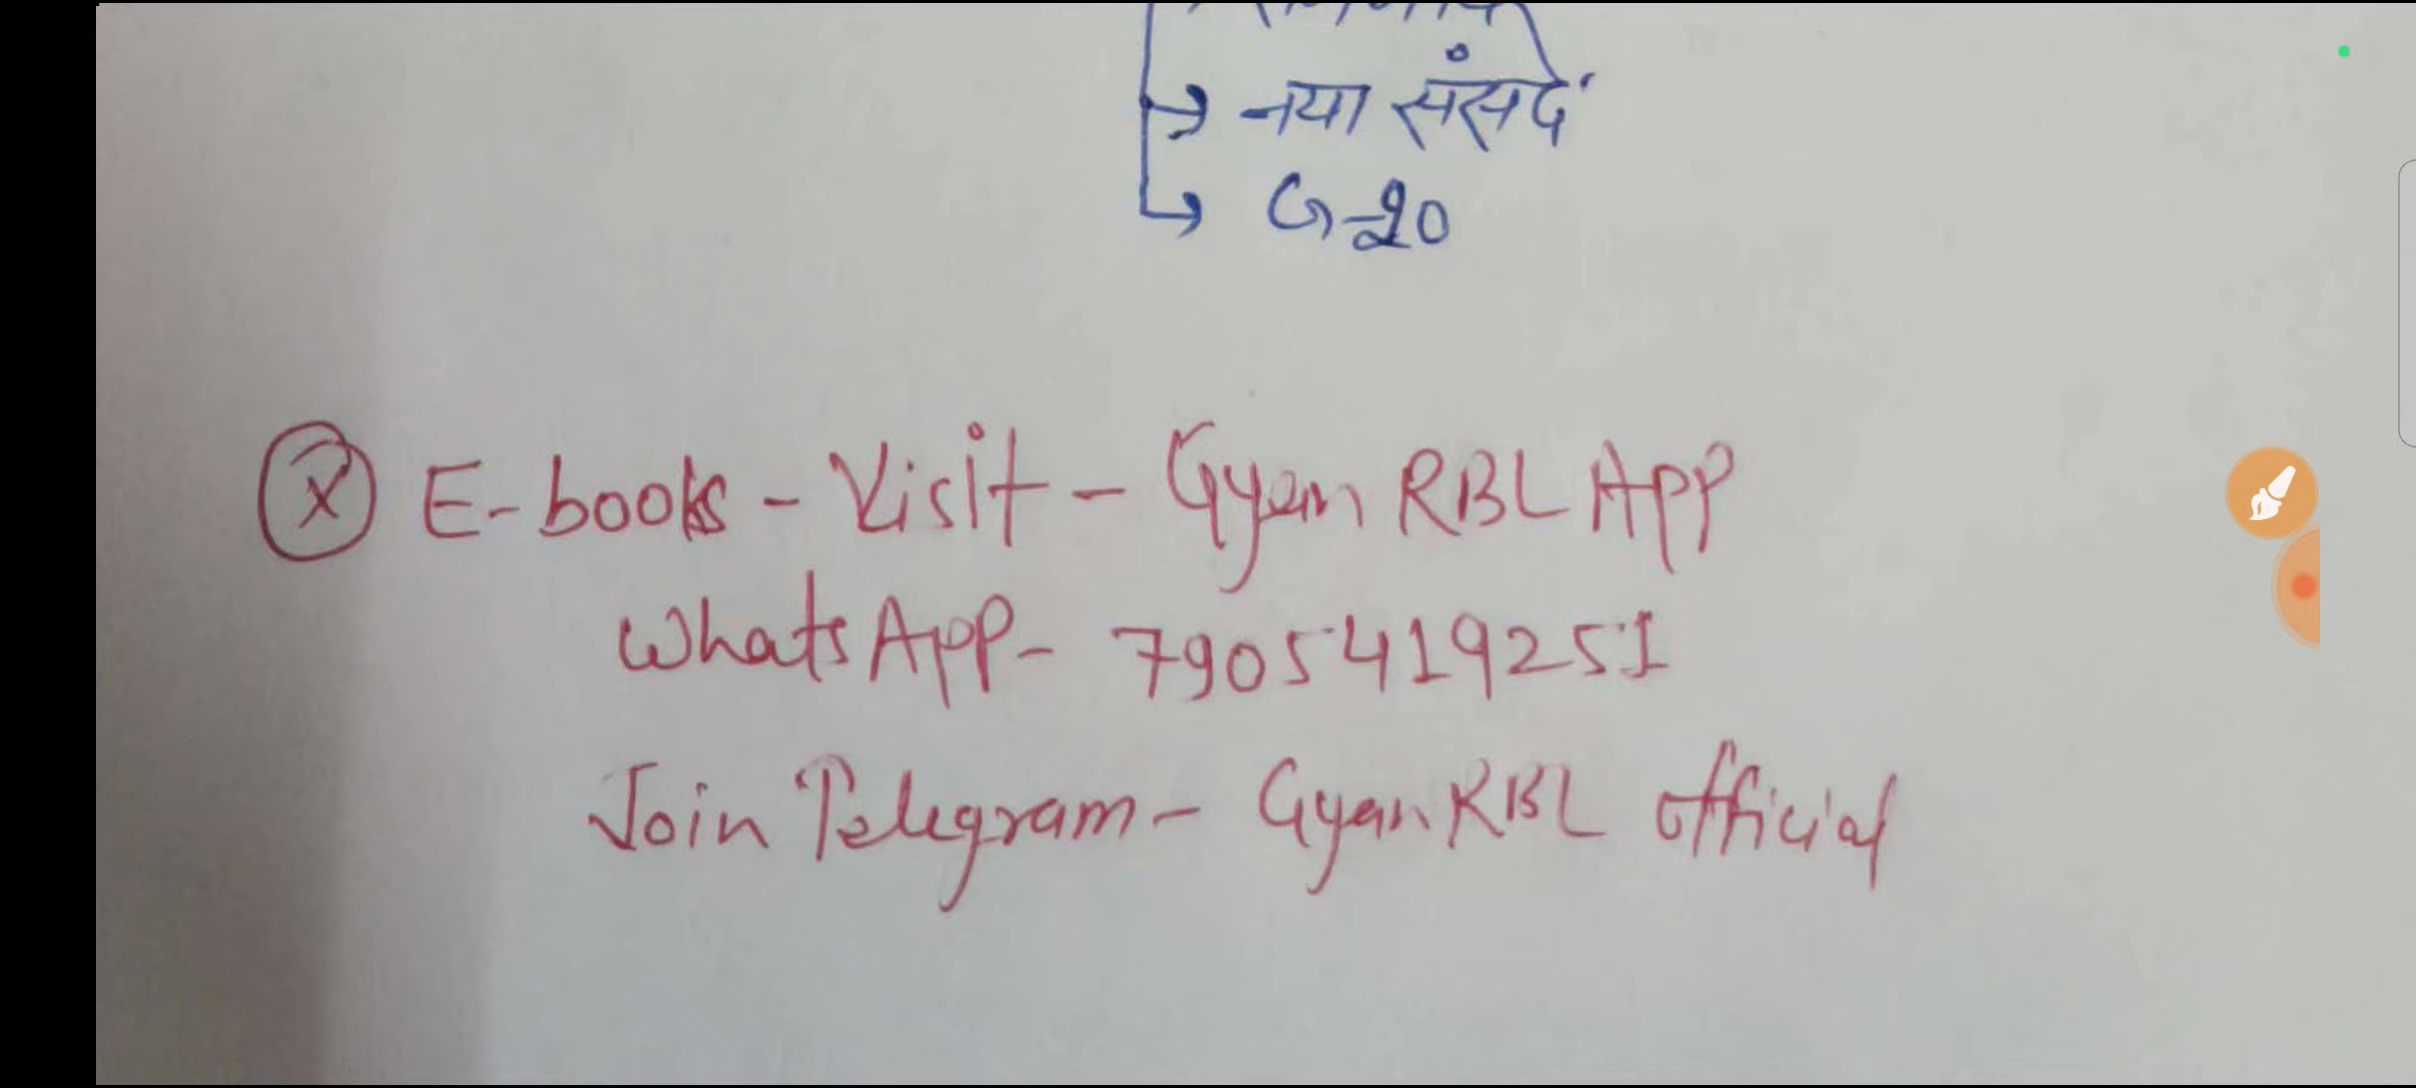 → नया संसद
→ G-20
ⓧ E-books - Visit - Gyan RBL App
WhatsApp - 7905419251
Join Telegram - Gyan RBL official